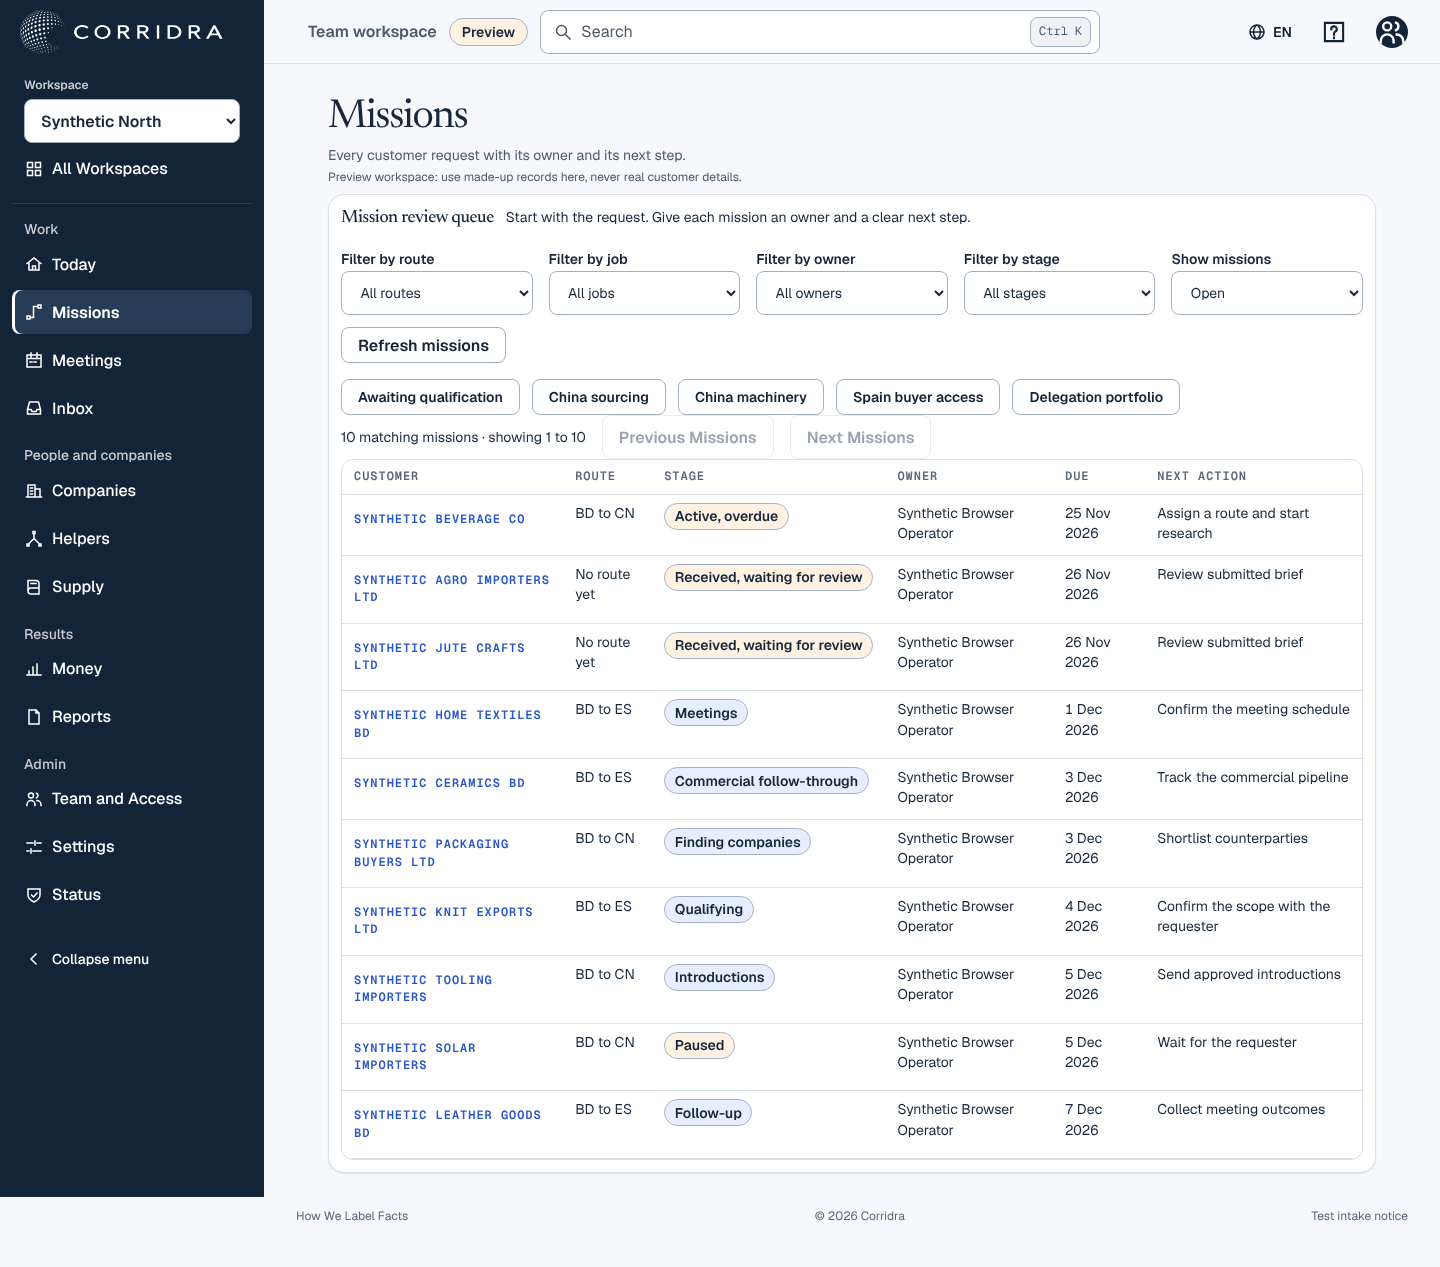 CORRIDRA
Team workspace
Preview
Search
Ctrl K
EN
Workspace
Synthetic North
All Workspaces
Work
Today
Missions
Meetings
Inbox
People and companies
Companies
Helpers
Supply
Results
Money
Reports
Admin
Team and Access
Settings
Status
Collapse menu
Missions
Every customer request with its owner and its next step.
Preview workspace: use made-up records here, never real customer details.
Mission review queue Start with the request. Give each mission an owner and a clear next step.
Filter by route Filter by job Filter by owner Filter by stage Show missions
All routes All jobs All owners All stages Open
Refresh missions
Awaiting qualification China sourcing China machinery Spain buyer access Delegation portfolio
10 matching missions · showing 1 to 10 Previous Missions Next Missions
CUSTOMER ROUTE STAGE OWNER DUE NEXT ACTION
SYNTHETIC BEVERAGE CO BD to CN Active, overdue Synthetic Browser 25 Nov Assign a route and start
Operator 2026 research
SYNTHETIC AGRO IMPORTERS No route Received, waiting for review Synthetic Browser 26 Nov Review submitted brief
LTD yet Operator 2026
SYNTHETIC JUTE CRAFTS No route Received, waiting for review Synthetic Browser 26 Nov Review submitted brief
LTD yet Operator 2026
SYNTHETIC HOME TEXTILES BD to ES Meetings Synthetic Browser 1 Dec Confirm the meeting schedule
BD Operator 2026
SYNTHETIC CERAMICS BD BD to ES Commercial follow-through Synthetic Browser 3 Dec Track the commercial pipeline
Operator 2026
SYNTHETIC PACKAGING BD to CN Finding companies Synthetic Browser 3 Dec Shortlist counterparties
BUYERS LTD Operator 2026
SYNTHETIC KNIT EXPORTS BD to ES Qualifying Synthetic Browser 4 Dec Confirm the scope with the
LTD Operator 2026 requester
SYNTHETIC TOOLING BD to CN Introductions Synthetic Browser 5 Dec Send approved introductions
IMPORTERS Operator 2026
SYNTHETIC SOLAR BD to CN Paused Synthetic Browser 5 Dec Wait for the requester
IMPORTERS Operator 2026
SYNTHETIC LEATHER GOODS BD to ES Follow-up Synthetic Browser 7 Dec Collect meeting outcomes
BD Operator 2026
How We Label Facts © 2026 Corridra Test intake notice